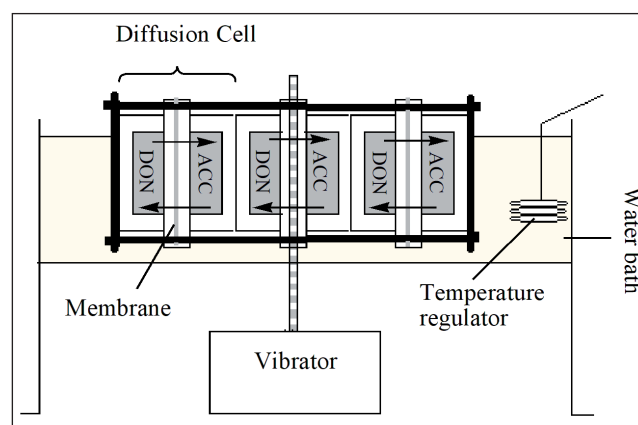 Diffusion Cell
DON
ACC
DON
ACC
DON
ACC
Water bath
Membrane
Temperature
regulator
Vibrator